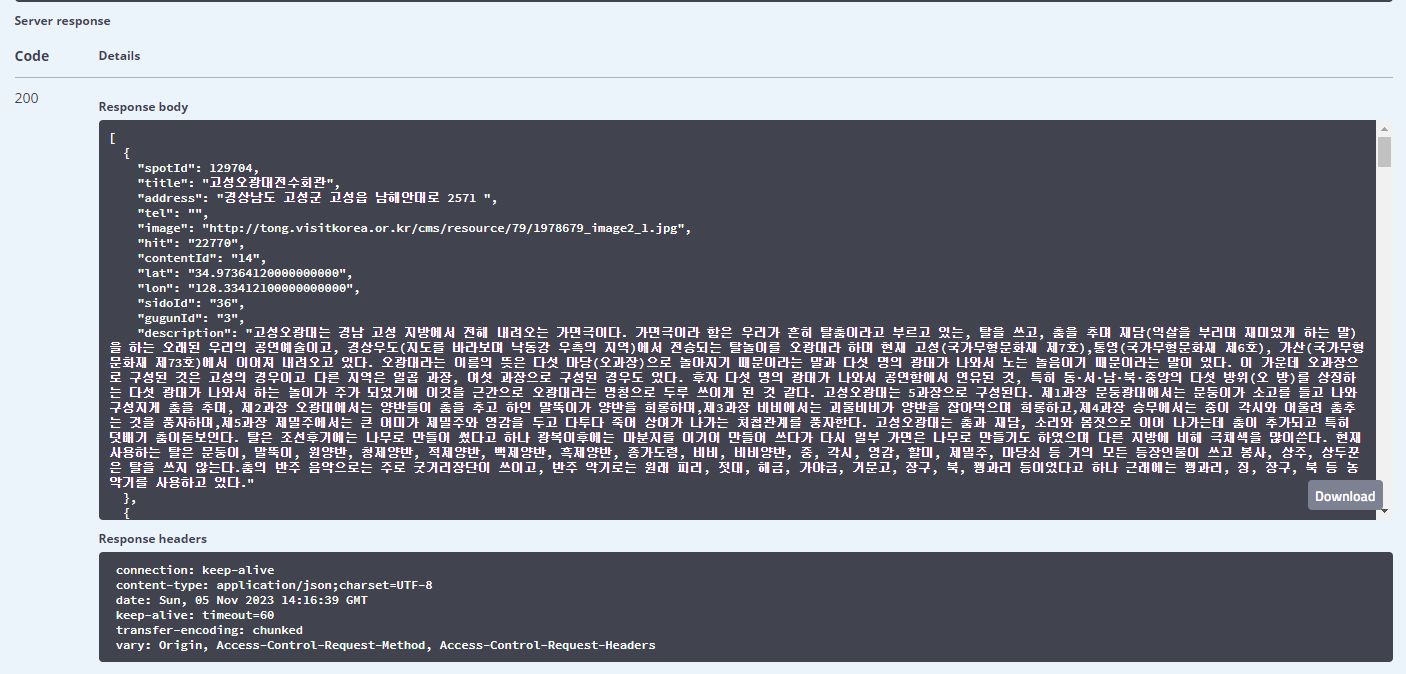 Server response
Code Details
200
Response body
[
{
"spotId": 129704,
"title": "고성오광대전수회관",
"address": "경상남도 고성군 고성읍 남해안대로 2571 ",
"tel": "",
"image": "http://tong.visitkorea.or.kr/cms/resource/79/1978679_image2_1.jpg",
"hit": "22770",
"contentId": "14",
"lat": "34.97364120000000000",
"lon": "128.33412100000000000",
"sidoId": "36",
"gugunId": "3",
"description": "고성오광대는 경남 고성 지방에서 전해 내려오는 가면극이다. 가면극이라 함은 우리가 흔히 탈춤이라고 부르고 있는, 탈을 쓰고, 춤을 추며 재담(익살을 부리며 재미있게 하는 말)
을 하는 오래된 우리의 공연예술이고, 경상우도(지도를 바라보며 낙동강 우측의 지역)에서 전승되는 탈놀이를 오광대라 하며 현재 고성(국가무형문화재 제7호),통영(국가무형문화재 제6호), 가산(국가무형
문화재 제73호)에서 이어져 내려오고 있다. 오광대라는 이름의 뜻은 다섯 마당(오과장)으로 놀아지기 때문이라는 말과 다섯 명의 광대가 나와서 노는 놀음이기 때문이라는 말이 있다. 이 가운데 오과장으
로 구성된 것은 고성의 경우이고 다른 지역은 일곱 과장, 여섯 과장으로 구성된 경우도 있다. 후자 다섯 명의 광대가 나와서 공연함에서 연유된 것, 특히 동·서·남·북·중앙의 다섯 방위(오 방)를 상징하
는 다섯 광대가 나와서 하는 놀이가 주가 되었기에 이것을 근간으로 오광대라는 명칭으로 두루 쓰이게 된 것 같다. 고성오광대는 5과장으로 구성된다. 제1과장 문둥광대에서는 문둥이가 소고를 들고 나와
구성지게 춤을 추며, 제2과장 오광대에서는 양반들이 춤을 추고 하인 말뚝이가 양반을 희롱하며,제3과장 비비에서는 괴물비비가 양반을 잡아먹으며 희롱하고,제4과장 승무에서는 중이 각시와 어울려 춤추
는 것을 풍자하며,제5과장 제밀주에서는 큰 어미가 제밀주와 영감을 두고 다투다 죽어 상여가 나가는 처첩관계를 풍자한다. 고성오광대는 춤과 재담, 소리와 몸짓으로 이어 나가는데 춤이 추가되고 특히
덧배기 춤이돋보인다. 탈은 조선후기에는 나무로 만들어 썼다고 하나 광복이후에는 마분지를 이기어 만들어 쓰다가 다시 일부 가면은 나무로 만들기도 하였으며 다른 지방에 비해 극채색을 많이쓴다. 현재
사용하는 탈은 문둥이, 말뚝이, 원양반, 청제양반, 적제양반, 백제양반, 흑제양반, 종가도령, 비비, 비비양반, 중, 각시, 영감, 할미, 제밀주, 마당쇠 등 거의 모든 등장인물이 쓰고 봉사, 상주, 상두꾼
은 탈을 쓰지 않는다.춤의 반주 음악으로는 주로 굿거리장단이 쓰이고, 반주 악기로는 원래 피리, 젓대, 해금, 가야금, 거문고, 장구, 북, 꽹과리 등이었다고 하나 근래에는 꽹과리, 징, 장구, 북 등 농
악기를 사용하고 있다."
},
{
Download
Response headers
connection: keep-alive
content-type: application/json;charset=UTF-8
date: Sun, 05 Nov 2023 14:16:39 GMT
keep-alive: timeout=60
transfer-encoding: chunked
vary: Origin, Access-Control-Request-Method, Access-Control-Request-Headers